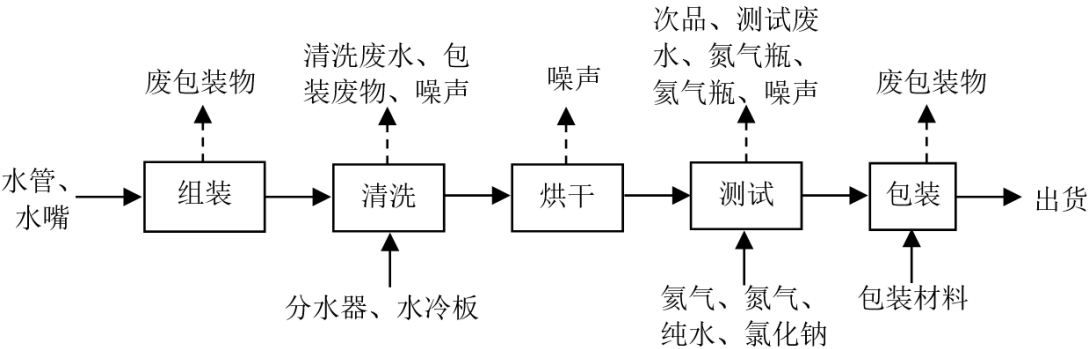 废包装物
清洗废水、包
装废物、噪声
噪声
次品、测试废
水、氮气瓶、
氦气瓶、噪声
废包装物
水管、
水嘴
组装
清洗
烘干
测试
包装
出货
分水器、水冷板
氦气、氮气、
纯水、氯化钠
包装材料